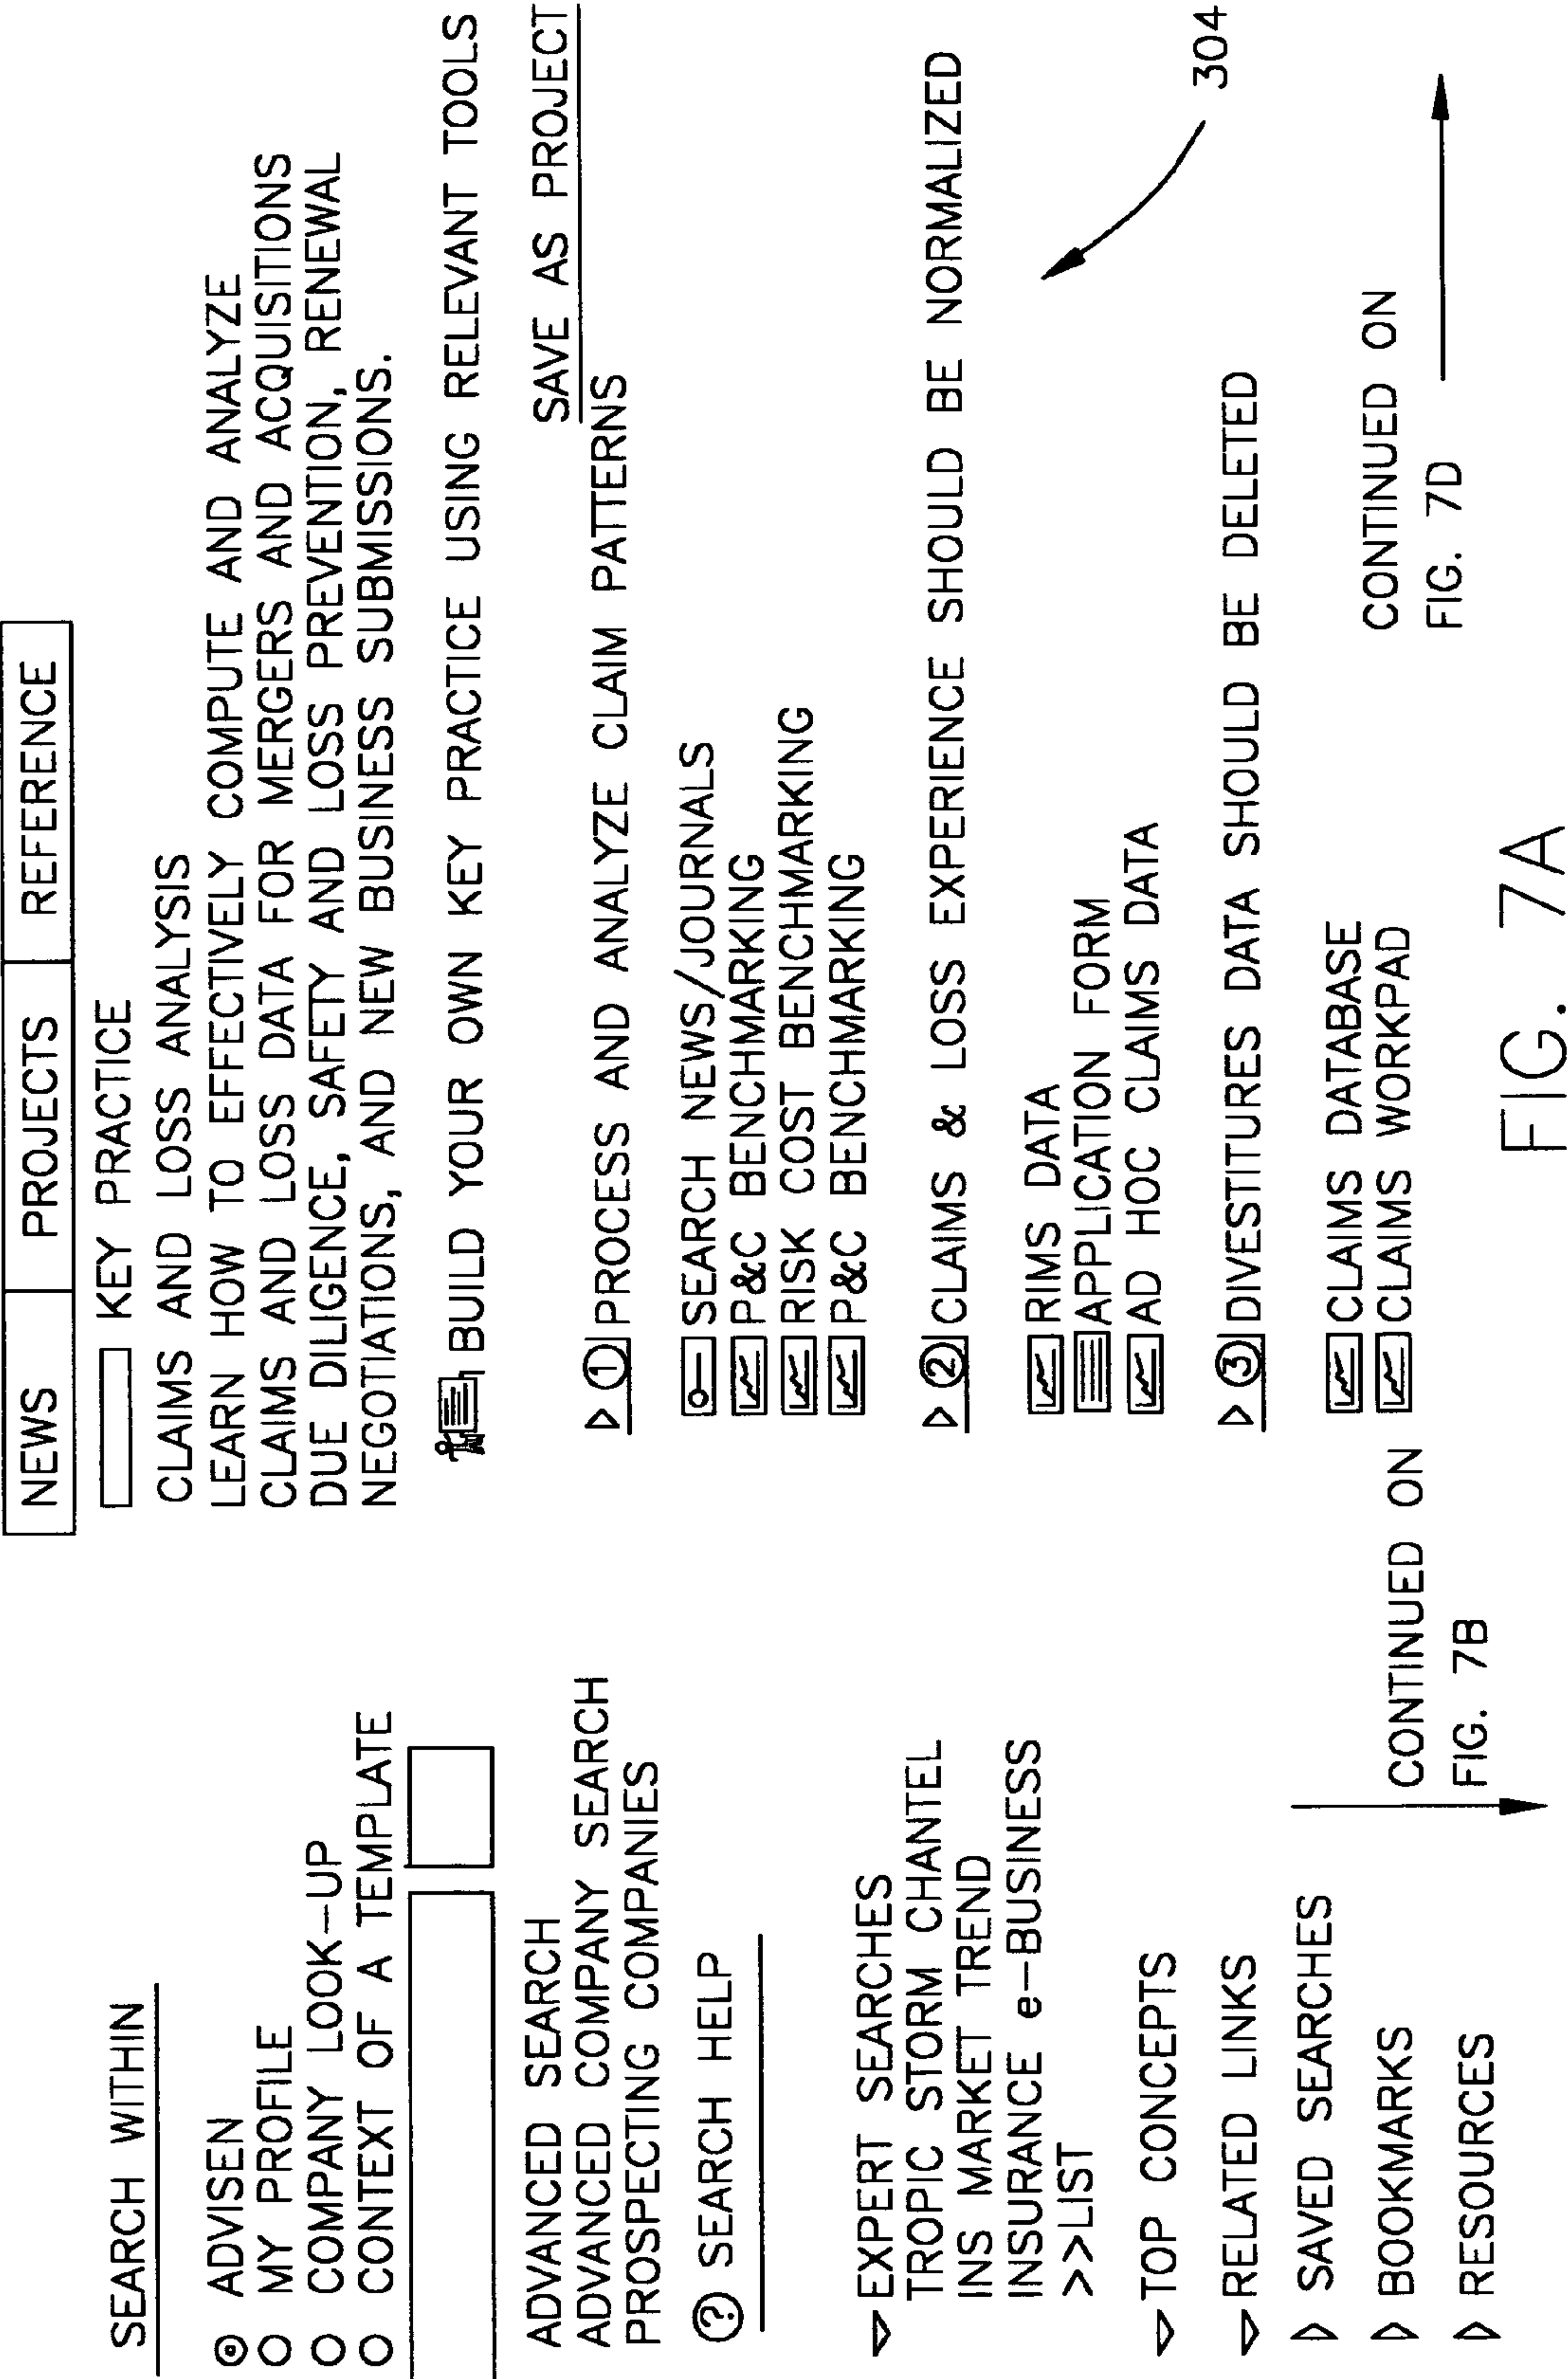 SEARCH WITHIN
ADVISEN
MY PROFILE
COMPANY LOOK-UP
CONTEXT OF A TEMPLATE
ADVANCED SEARCH
ADVANCED COMPANY SEARCH
PROSPECTING COMPANIES
? SEARCH HELP
EXPERT SEARCHES
TROPIC STORM CHANTEL
INS MARKET TREND
INSURANCE e-BUSINESS
>>LIST
TOP CONCEPTS
RELATED LINKS
SAVED SEARCHES
BOOKMARKS
RESOURCES
CONTINUED ON
FIG. 7B
NEWS PROJECTS REFERENCE
KEY PRACTICE
CLAIMS AND LOSS ANALYSIS
LEARN HOW TO EFFECTIVELY COMPUTE AND ANALYZE
CLAIMS AND LOSS DATA FOR MERGERS AND ACQUISITIONS
DUE DILIGENCE, SAFETY AND LOSS PREVENTION, RENEWAL
NEGOTIATIONS, AND NEW BUSINESS SUBMISSIONS.
BUILD YOUR OWN KEY PRACTICE USING RELEVANT TOOLS
SAVE AS PROJECT
1 PROCESS AND ANALYZE CLAIM PATTERNS
SEARCH NEWS/JOURNALS
P&C BENCHMARKING
RISK COST BENCHMARKING
P&C BENCHMARKING
2 CLAIMS & LOSS EXPERIENCE SHOULD BE NORMALIZED
RIMS DATA
APPLICATION FORM
AD HOC CLAIMS DATA
304
3 DIVESTITURES DATA SHOULD BE DELETED
CLAIMS DATABASE
CLAIMS WORKPAD
CONTINUED ON
FIG. 7D
FIG. 7A